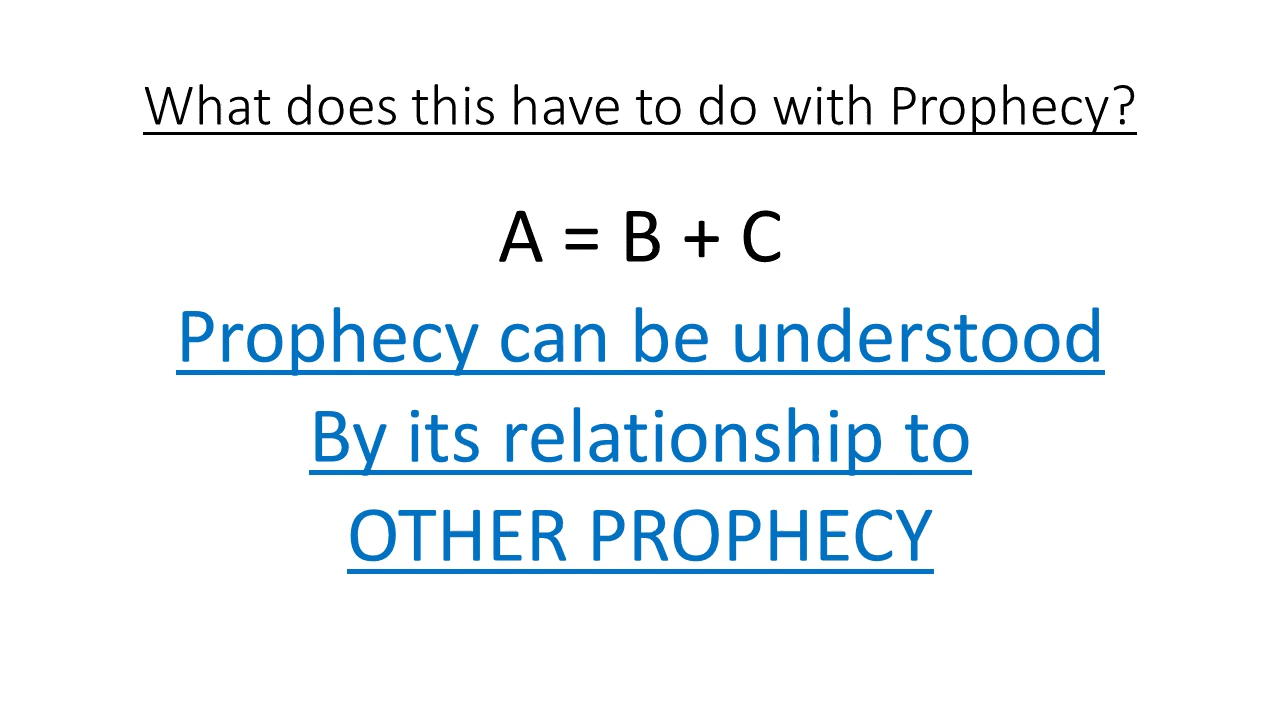 What does this have to do with Prophecy?
A = B + C
Prophecy can be understood
By its relationship to
OTHER PROPHECY